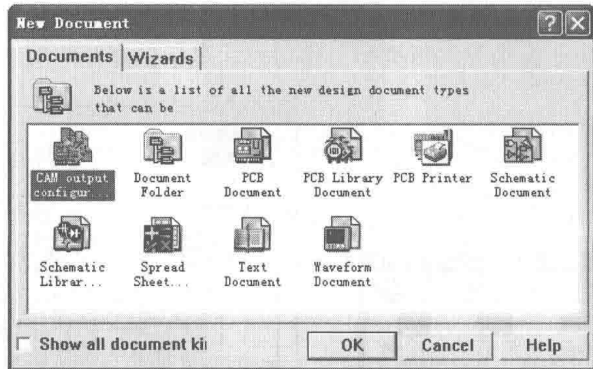 New Document
Documents Wizards
Below is a list of all the new design document types
that can be
CAM output Document PCB PCB Library PCB Printer Schematic
configur... Folder Document Document Document
Schematic Spread Text Waveform
Librar... Sheet... Document Document
Show all document ki
OK Cancel Help